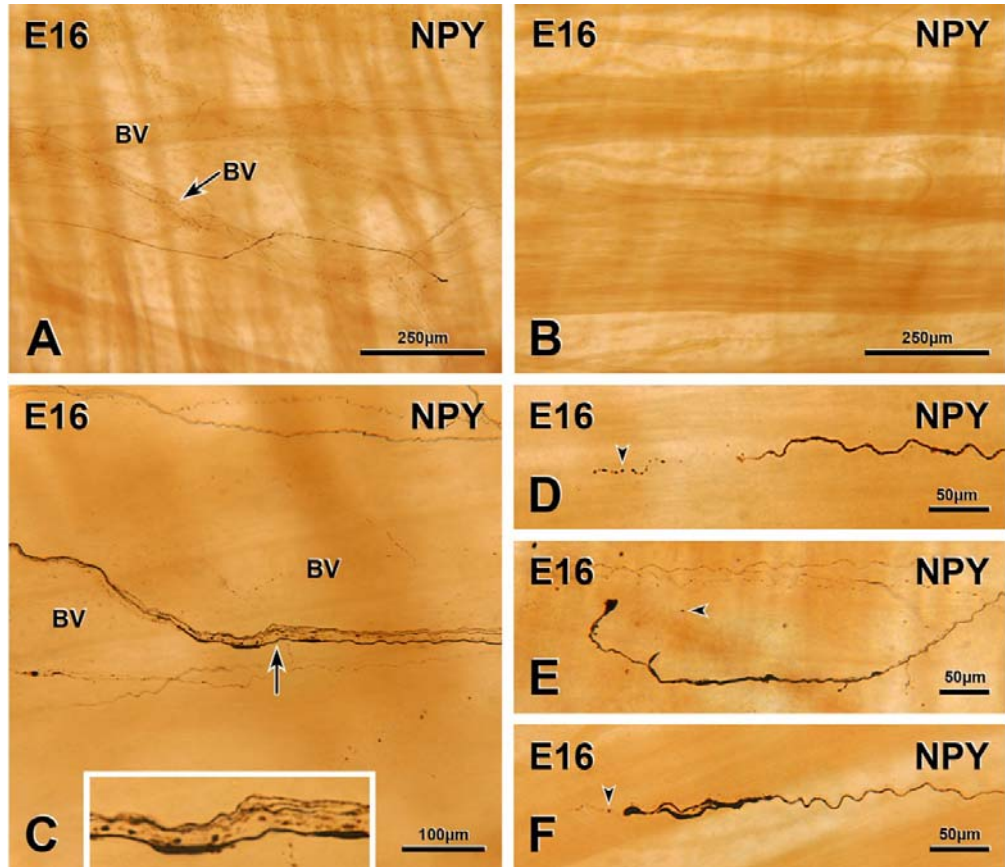 E16 NPY
BV
BV
A 250µm
E16 NPY
B 250µm
E16 NPY
BV
BV
C 100µm
E16 NPY
D 50µm
E16 NPY
E 50µm
E16 NPY
F 50µm